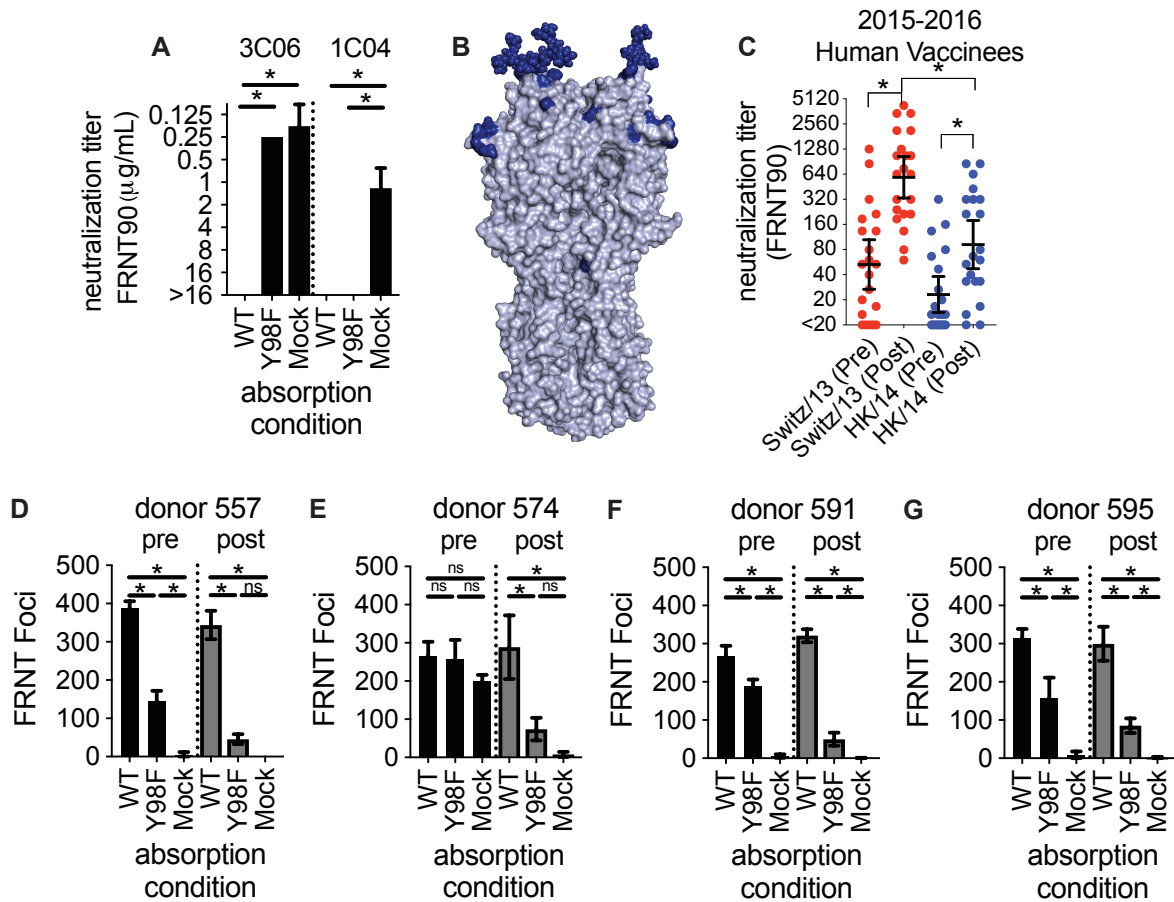 A
3C06 1C04
*
*
*
*
neutralization titer
FRNT90 (μg/mL)
0.125
0.25
0.5
1
2
4
8
16
>16
WT
Y98F
Mock
WT
Y98F
Mock
absorption
condition
B
C
2015-2016
Human Vaccinees
*
*
*
neutralization titer
(FRNT90)
5120
2560
1280
640
320
160
80
40
20
<20
Switz/13 (Pre)
Switz/13 (Post)
HK/14 (Pre)
HK/14 (Post)
D
donor 557
pre post
* *
* * * ns
FRNT Foci
500
400
300
200
100
0
WT
Y98F
Mock
WT
Y98F
Mock
absorption
condition
E
donor 574
pre post
ns *
ns ns * ns
FRNT Foci
500
400
300
200
100
0
WT
Y98F
Mock
WT
Y98F
Mock
absorption
condition
F
donor 591
pre post
* *
* * * *
FRNT Foci
500
400
300
200
100
0
WT
Y98F
Mock
WT
Y98F
Mock
absorption
condition
G
donor 595
pre post
* *
* * * *
FRNT Foci
500
400
300
200
100
0
WT
Y98F
Mock
WT
Y98F
Mock
absorption
condition